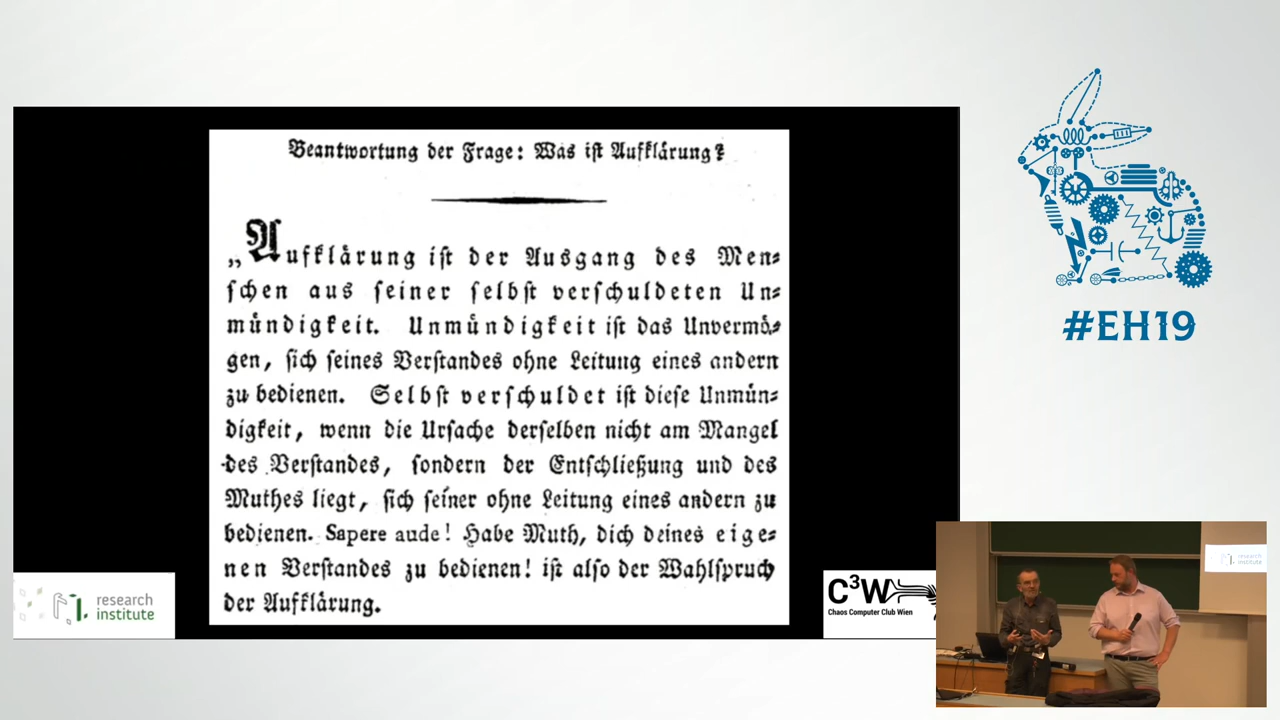 Beantwortung der Frage: Was ist Aufklärung?
„Aufklärung ist der Ausgang des Men-
schen aus seiner selbst verschuldeten Un-
mündigkeit. Unmündigkeit ist das Unvermö-
gen, sich seines Verstandes ohne Leitung eines andern
zu bedienen. Selbst verschuldet ist diese Unmün-
digkeit, wenn die Ursache derselben nicht am Mangel
des Verstandes, sondern der Entschließung und des
Muthes liegt, sich seiner ohne Leitung eines andern zu
bedienen. Sapere aude! Habe Muth, dich deines eige-
nen Verstandes zu bedienen! ist also der Wahlspruch
der Aufklärung.
research
institute
C³W
Chaos Computer Club Wien
#EH19
research
institute